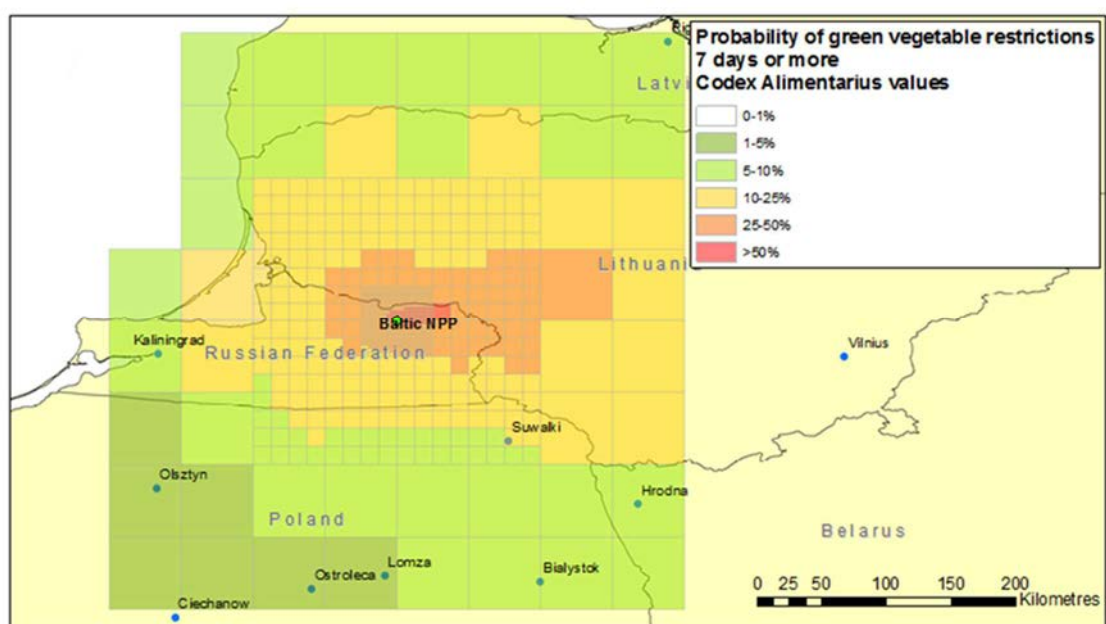 Probability of green vegetable restrictions
7 days or more
Codex Alimentarius values
0-1%
1-5%
5-10%
10-25%
25-50%
>50%
Lithuania
Baltic NPP
Kaliningrad
Russian Federation
Vilnius
Suwalki
Olsztyn
Hrodna
Poland
Belarus
Ostroleca
Lomza
Bialystok
Ciechanow
0 25 50 100 150 200
Kilometres